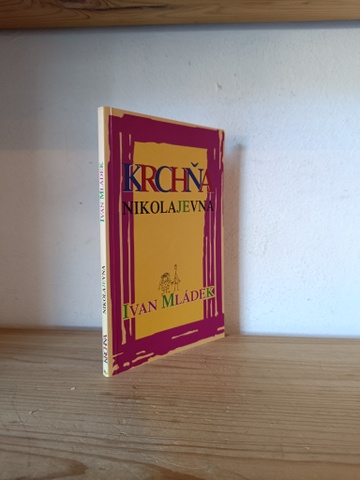 KRCHŇA
NIKOLAJEVNA
IVAN MLÁDEK
IVAN MLÁDEK
NIKOLAJEVNA
KRCHŇA